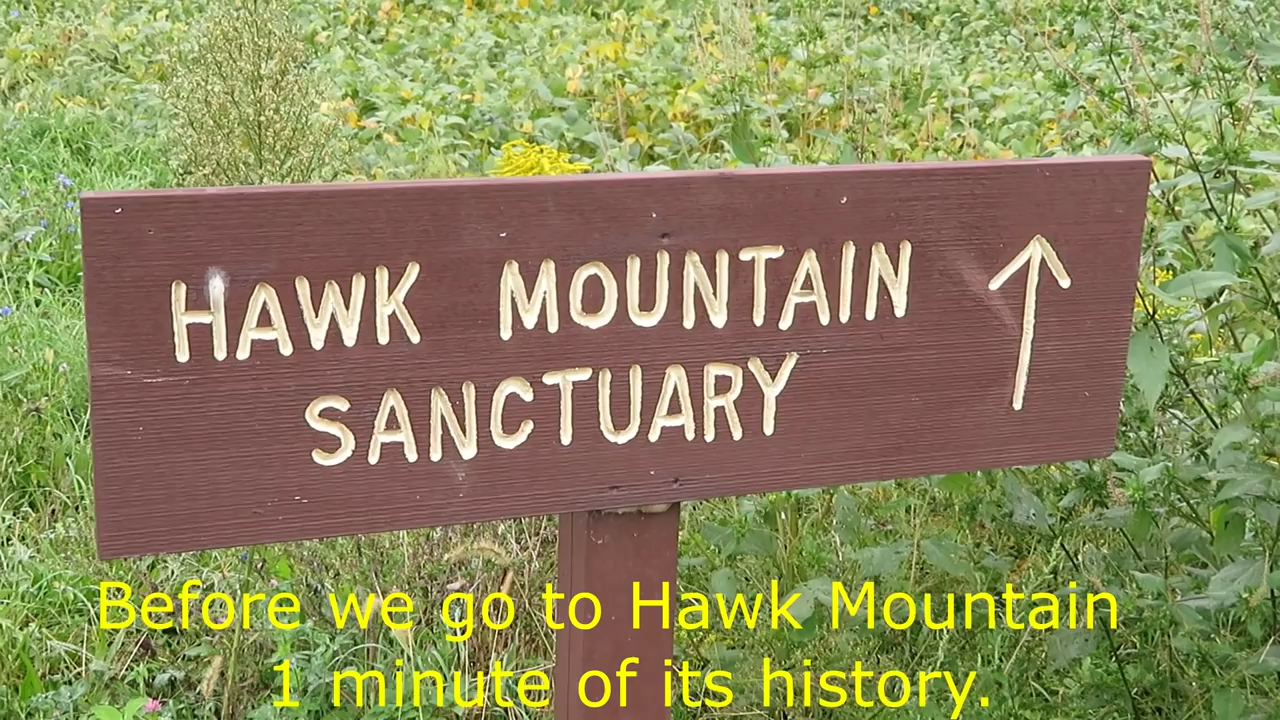 HAWK MOUNTAIN
SANCTUARY
Before we go to Hawk Mountain
1 minute of its history.